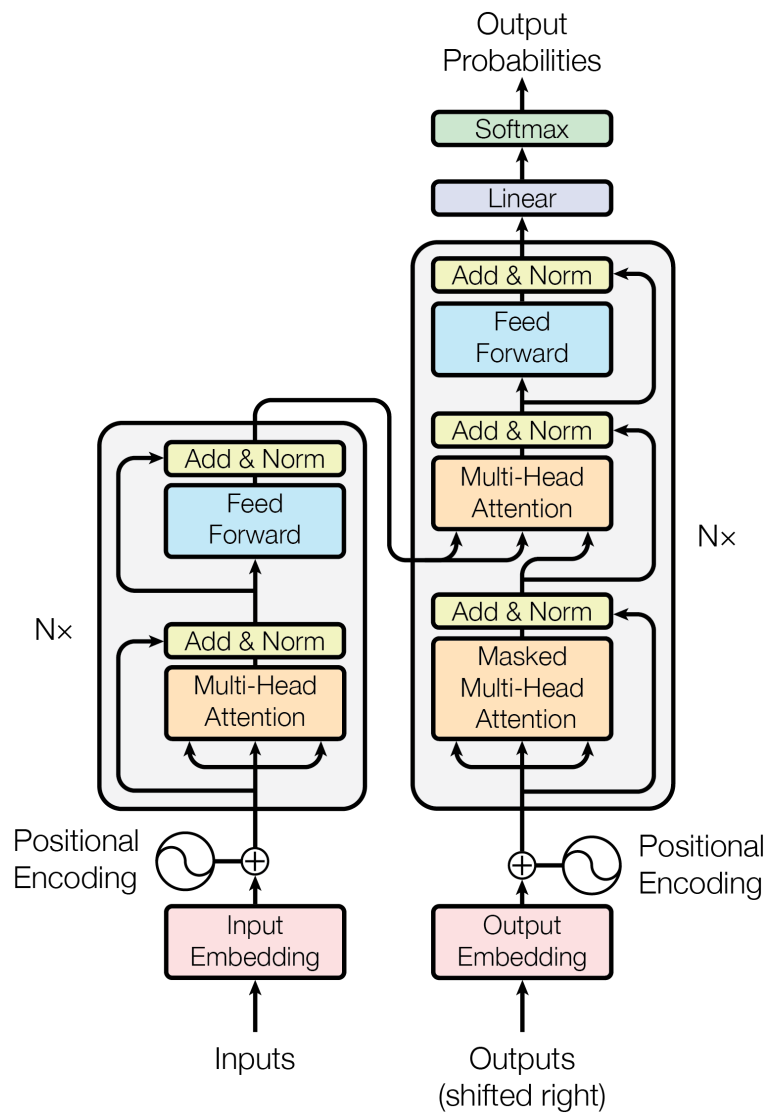 Output
Probabilities
Softmax
Linear
Add & Norm
Feed
Forward
Add & Norm
Multi-Head
Attention
Add & Norm
Masked
Multi-Head
Attention
N×
Add & Norm
Feed
Forward
Add & Norm
Multi-Head
Attention
N×
Positional
Encoding
Positional
Encoding
Input
Embedding
Output
Embedding
Inputs
Outputs
(shifted right)